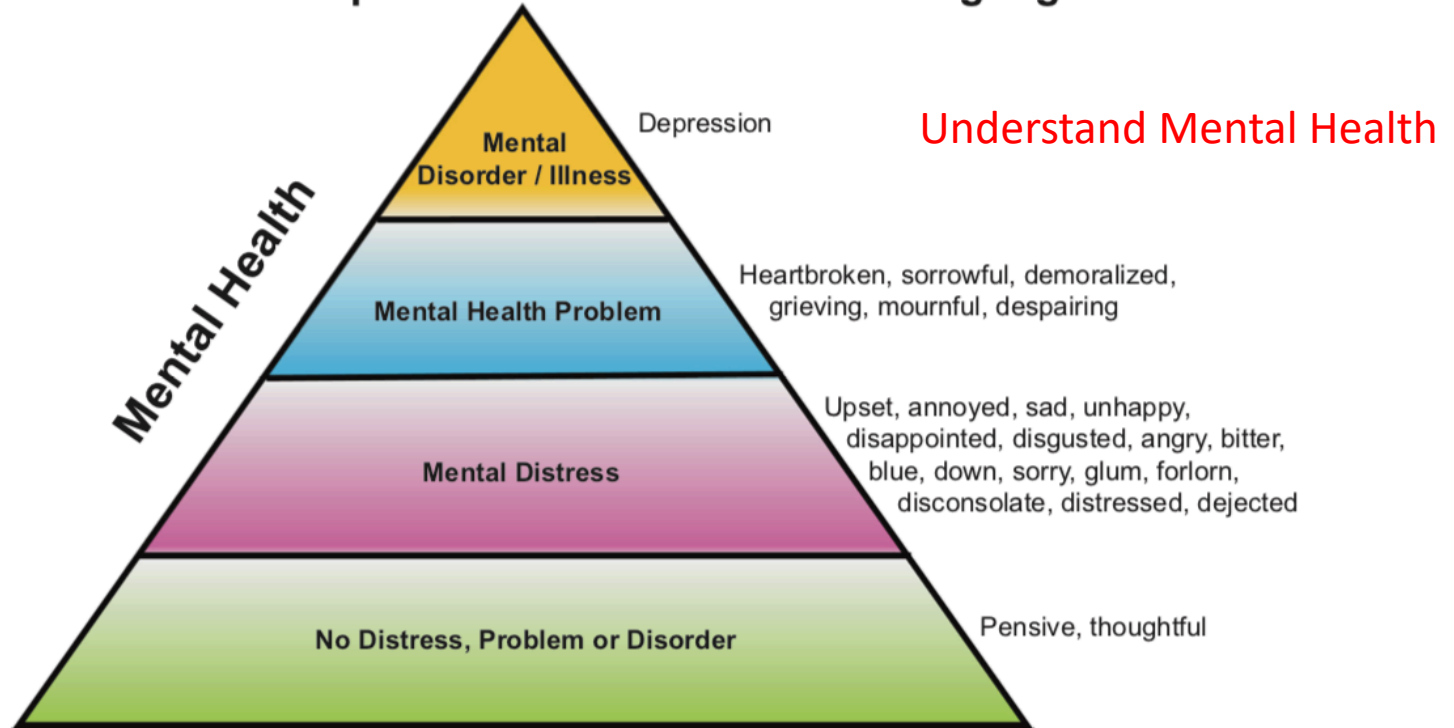 Depression
Understand Mental Health
Mental
Disorder / Illness
Mental Health
Heartbroken, sorrowful, demoralized,
grieving, mournful, despairing
Mental Health Problem
Upset, annoyed, sad, unhappy,
disappointed, disgusted, angry, bitter,
blue, down, sorry, glum, forlorn,
disconsolate, distressed, dejected
Mental Distress
Pensive, thoughtful
No Distress, Problem or Disorder